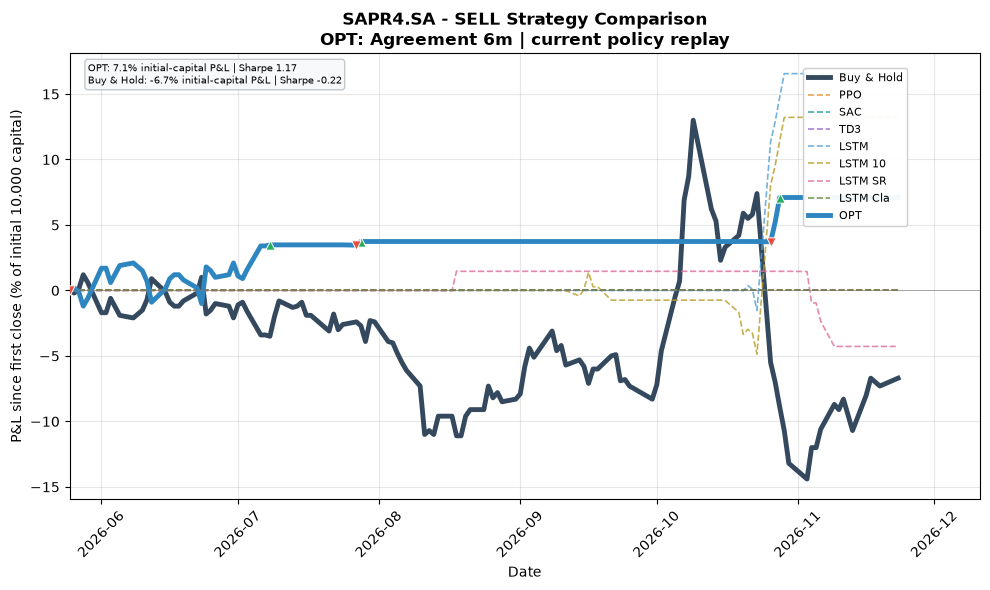 SAPR4.SA - SELL Strategy Comparison
OPT: Agreement 6m | current policy replay
OPT: 7.1% initial-capital P&L | Sharpe 1.17
Buy & Hold: -6.7% initial-capital P&L | Sharpe -0.22
Buy & Hold
PPO
SAC
TD3
LSTM
LSTM 10
LSTM SR
LSTM Cla
OPT
P&L since first close (% of initial 10,000 capital)
15
10
5
0
−5
−10
−15
2026-06
2026-07
2026-08
2026-09
2026-10
2026-11
2026-12
Date